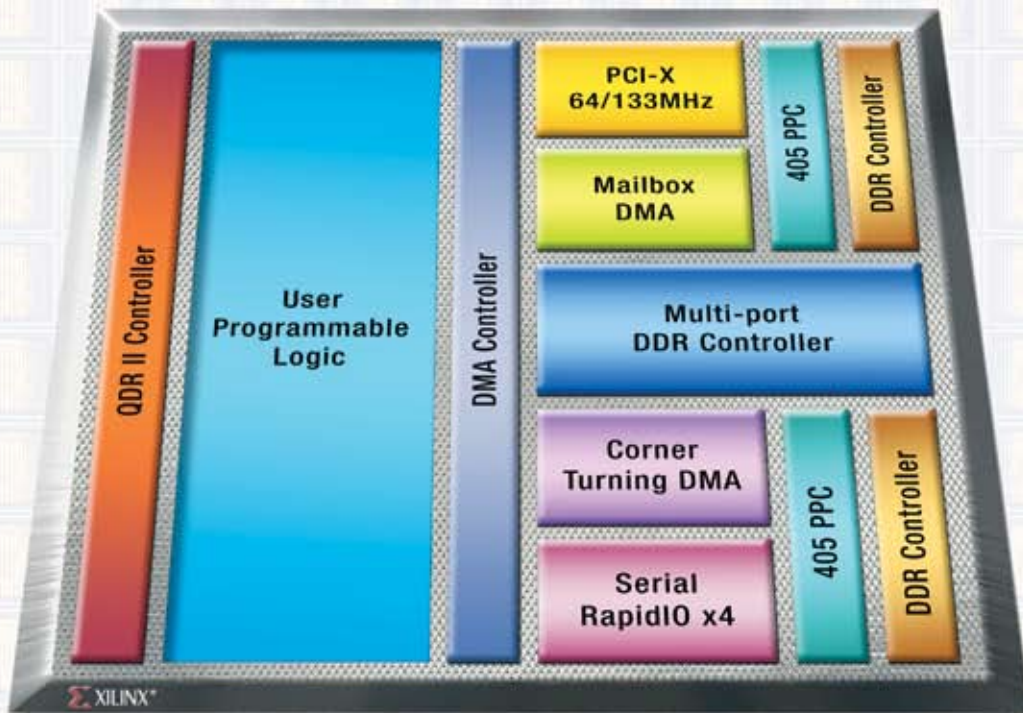 QDR II Controller
User
Programmable
Logic
DMA Controller
PCI-X
64/133MHz
Mailbox
DMA
405 PPC
DDR Controller
Multi-port
DDR Controller
Corner
Turning DMA
Serial
RapidIO x4
405 PPC
DDR Controller
XILINX®